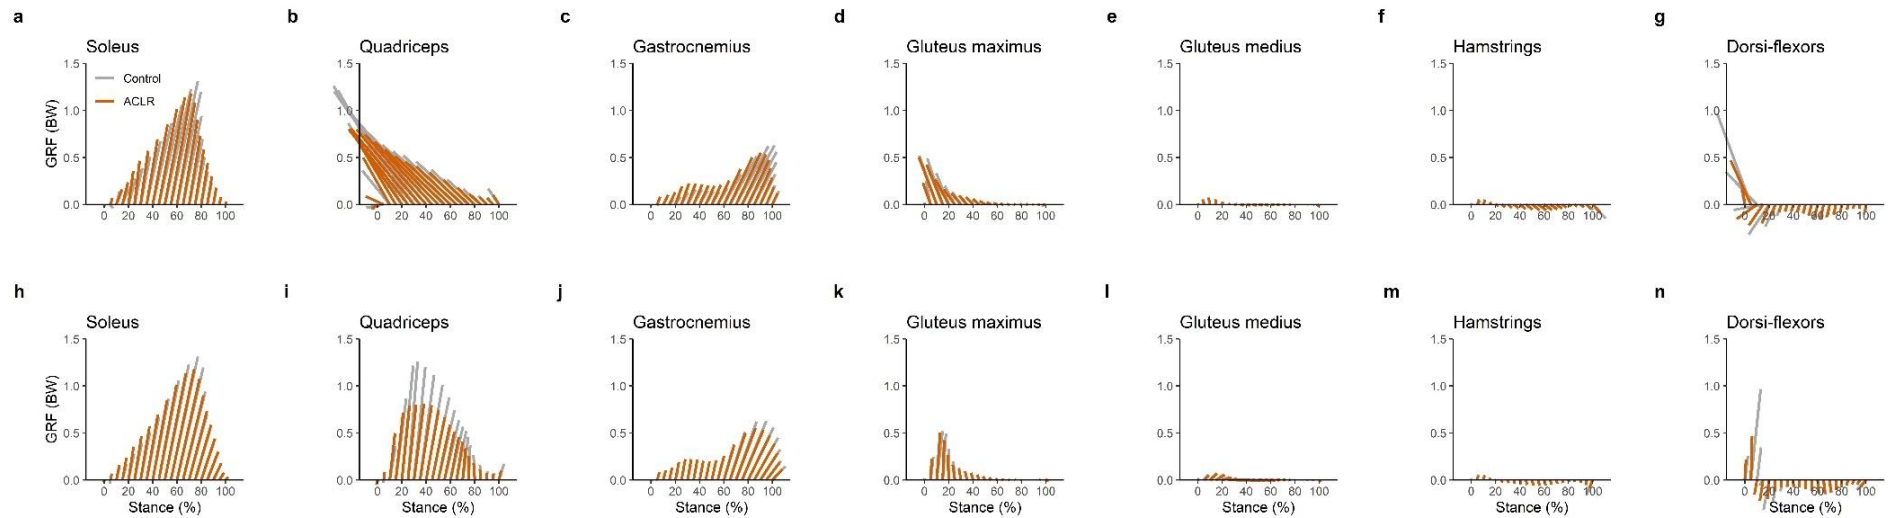 a b c d e f g
Soleus Quadriceps Gastrocnemius Gluteus maximus Gluteus medius Hamstrings Dorsi-flexors
1.5 1.5 1.5 1.5 1.5 1.5 1.5
Control
ACLR
GRF (BW)
1.0 1.0 1.0 1.0 1.0 1.0 1.0
0.5 0.5 0.5 0.5 0.5 0.5 0.5
0.0 0.0 0.0 0.0 0.0 0.0 0.0
0 20 40 60 80 100 0 20 40 60 80 100 0 20 40 60 80 100 0 20 40 60 80 100 0 20 40 60 80 100 0 20 40 60 80 100 0 20 40 60 80 100
h i j k l m n
Soleus Quadriceps Gastrocnemius Gluteus maximus Gluteus medius Hamstrings Dorsi-flexors
1.5 1.5 1.5 1.5 1.5 1.5 1.5
GRF (BW)
1.0 1.0 1.0 1.0 1.0 1.0 1.0
0.5 0.5 0.5 0.5 0.5 0.5 0.5
0.0 0.0 0.0 0.0 0.0 0.0 0.0
0 20 40 60 80 100 0 20 40 60 80 100 0 20 40 60 80 100 0 20 40 60 80 100 0 20 40 60 80 100 0 20 40 60 80 100 0 20 40 60 80 100
Stance (%) Stance (%) Stance (%) Stance (%) Stance (%) Stance (%) Stance (%)